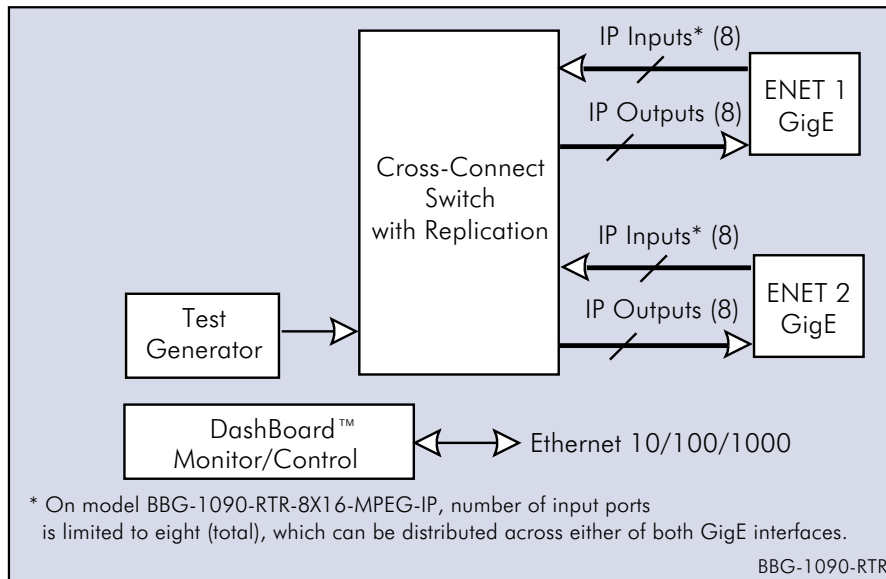 IP Inputs* (8)
ENET 1
GigE
IP Outputs (8)
Cross-Connect
Switch
with Replication
IP Inputs* (8)
ENET 2
GigE
IP Outputs (8)
Test
Generator
DashBoard™
Monitor/Control
Ethernet 10/100/1000
* On model BBG-1090-RTR-8X16-MPEG-IP, number of input ports
is limited to eight (total), which can be distributed across either of both GigE interfaces.
BBG-1090-RTR